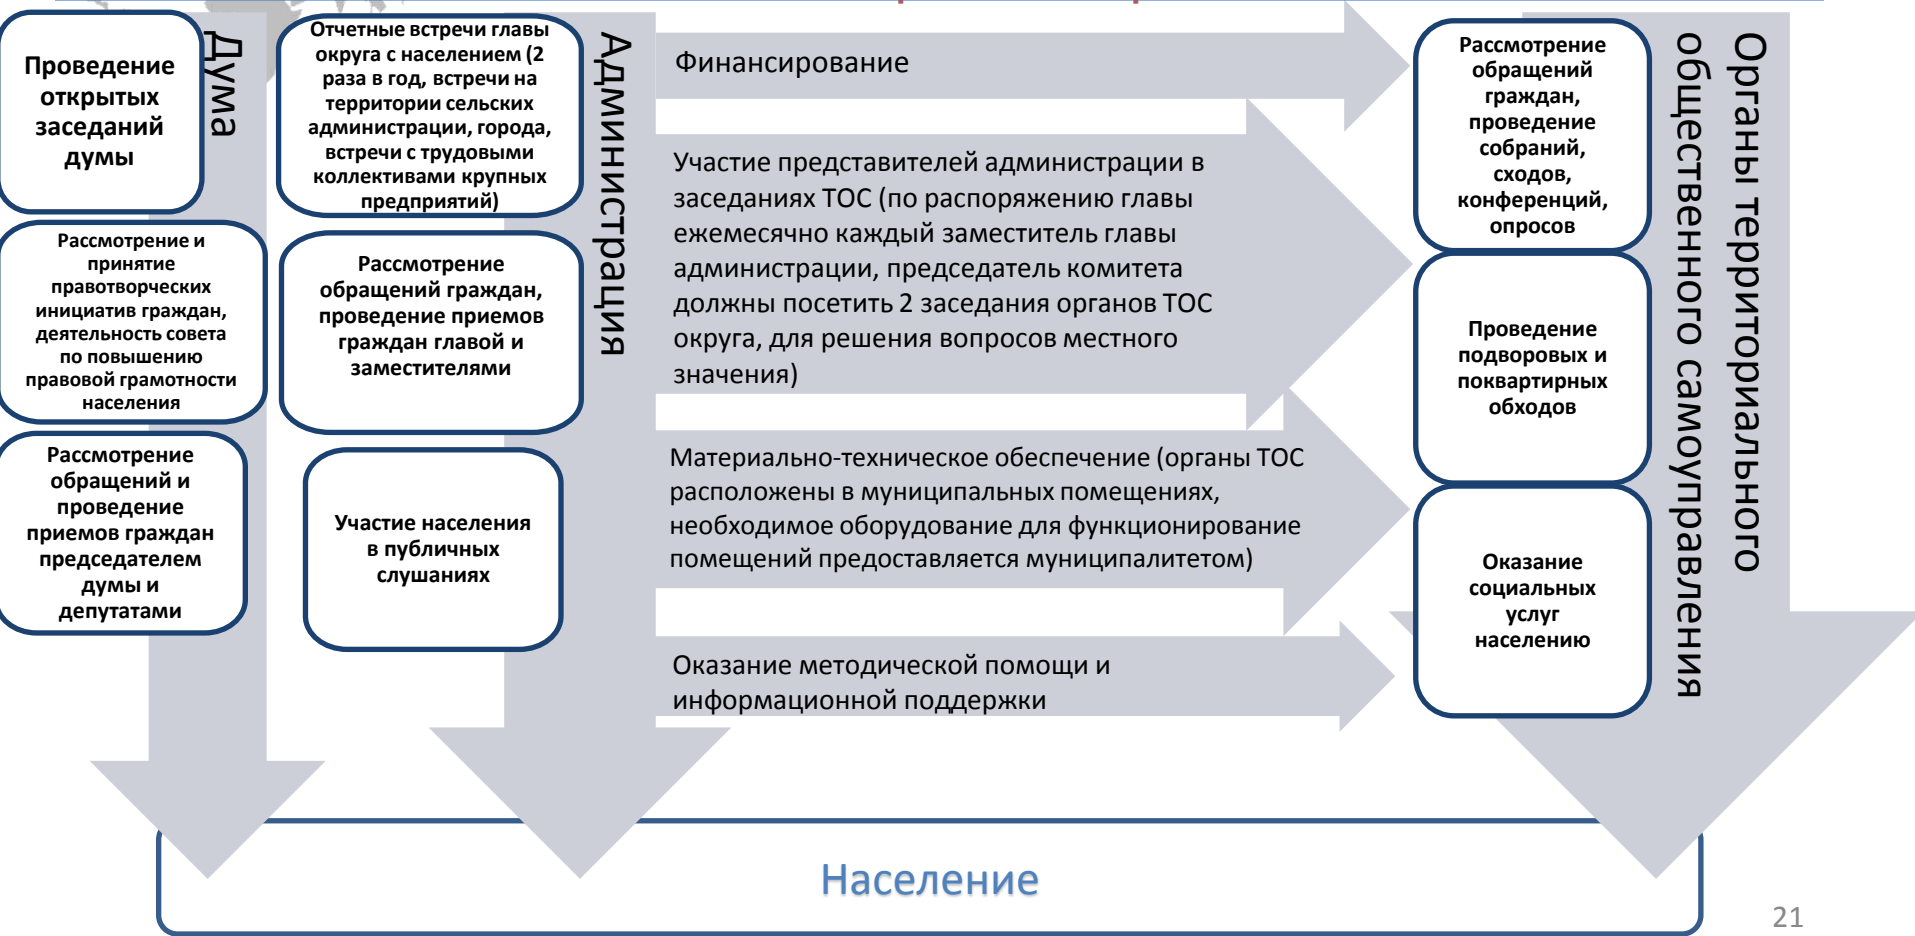 Проведение
открытых
заседаний
думы
Рассмотрение и
принятие
правотворческих
инициатив граждан,
деятельность совета
по повышению
правовой грамотности
населения
Рассмотрение
обращений и
проведение
приемов граждан
председателем
думы и
депутатами
Дума
Отчетные встречи главы
округа с населением (2
раза в год, встречи на
территории сельских
администрации, города,
встречи с трудовыми
коллективами крупных
предприятий)
Рассмотрение
обращений граждан,
проведение приемов
граждан главой и
заместителями
Участие населения
в публичных
слушаниях
Администрация
Финансирование
Участие представителей администрации в
заседаниях ТОС (по распоряжению главы
ежемесячно каждый заместитель главы
администрации, председатель комитета
должны посетить 2 заседания органов ТОС
округа, для решения вопросов местного
значения)
Материально-техническое обеспечение (органы ТОС
расположены в муниципальных помещениях,
необходимое оборудование для функционирование
помещений предоставляется муниципалитетом)
Оказание методической помощи и
информационной поддержки
Рассмотрение
обращений
граждан,
проведение
собраний,
сходов,
конференций,
опросов
Проведение
подворовых и
поквартирных
обходов
Оказание
социальных
услуг
населению
Органы территориального
общественного самоуправления
Население
21